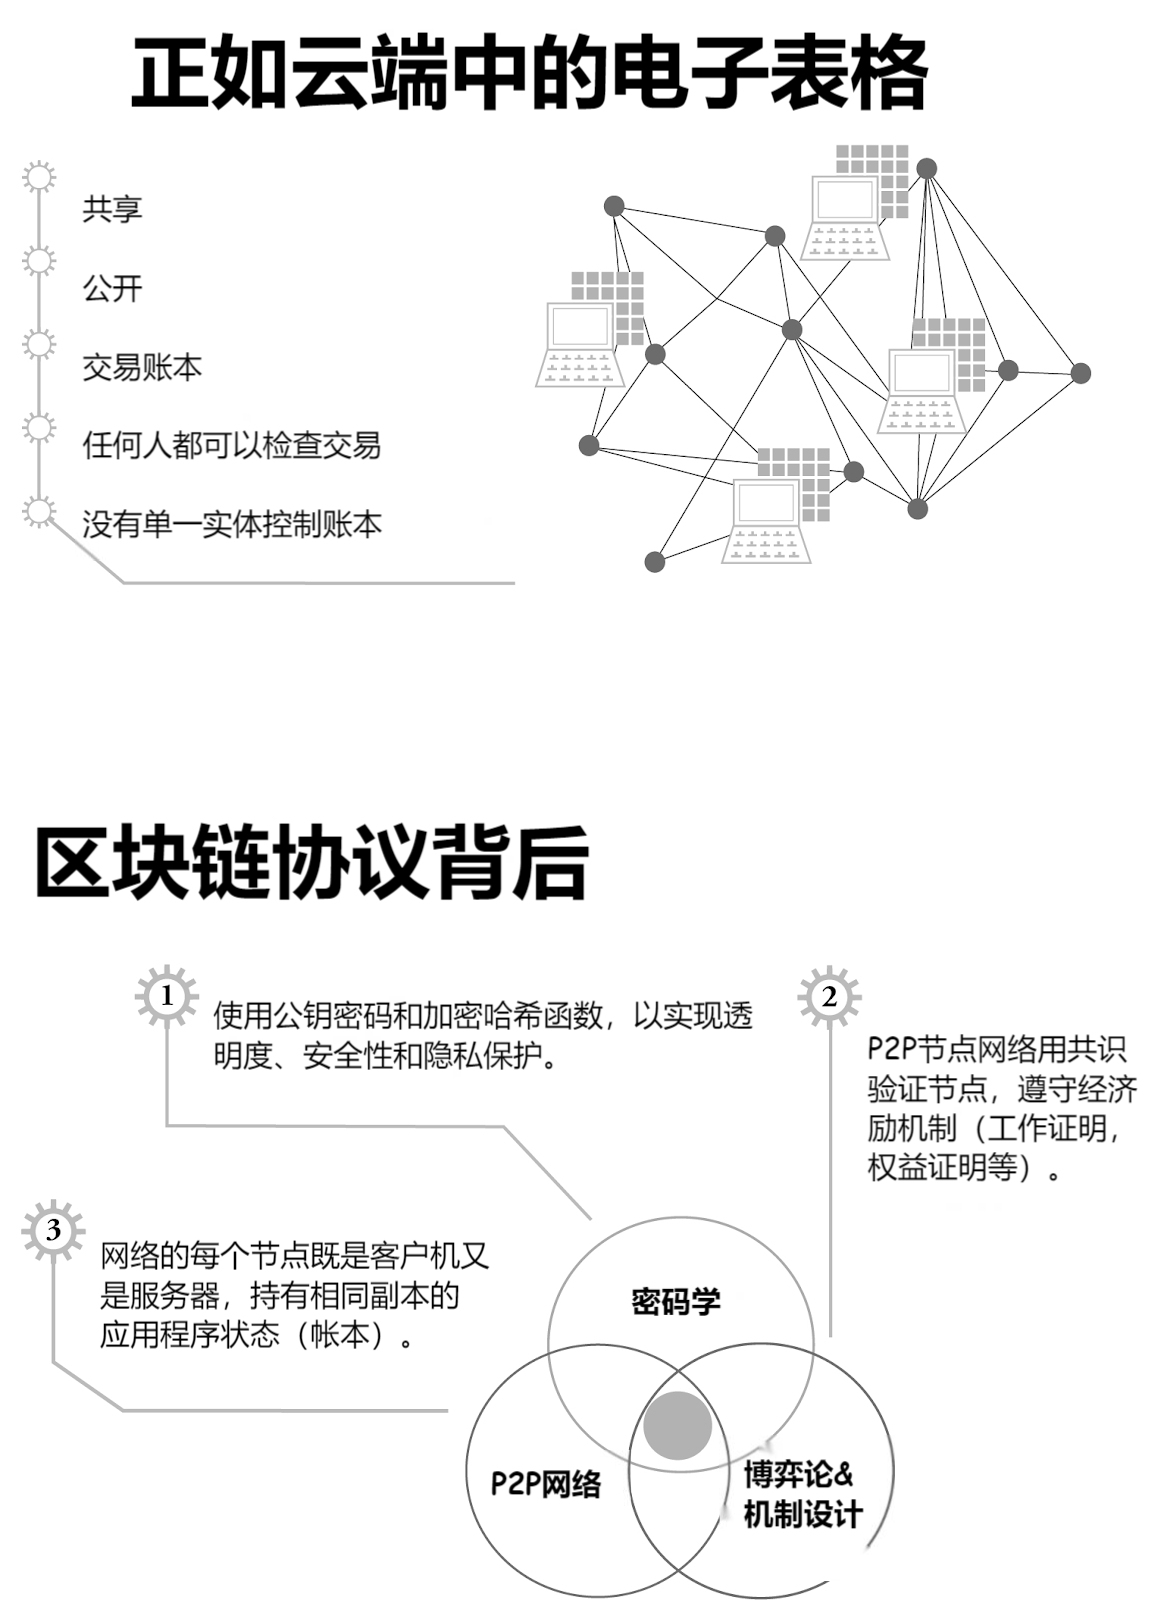 正如云端中的电子表格
共享
公开
交易账本
任何人都可以检查交易
没有单一实体控制账本
区块链协议背后
1
使用公钥密码和加密哈希函数，以实现透
明度、安全性和隐私保护。
2
P2P节点网络用共识
验证节点，遵守经济
励机制（工作证明，
权益证明等）。
3
网络的每个节点既是客户机又
是服务器，持有相同副本的
应用程序状态（帐本）。
密码学
P2P网络
博弈论&
机制设计